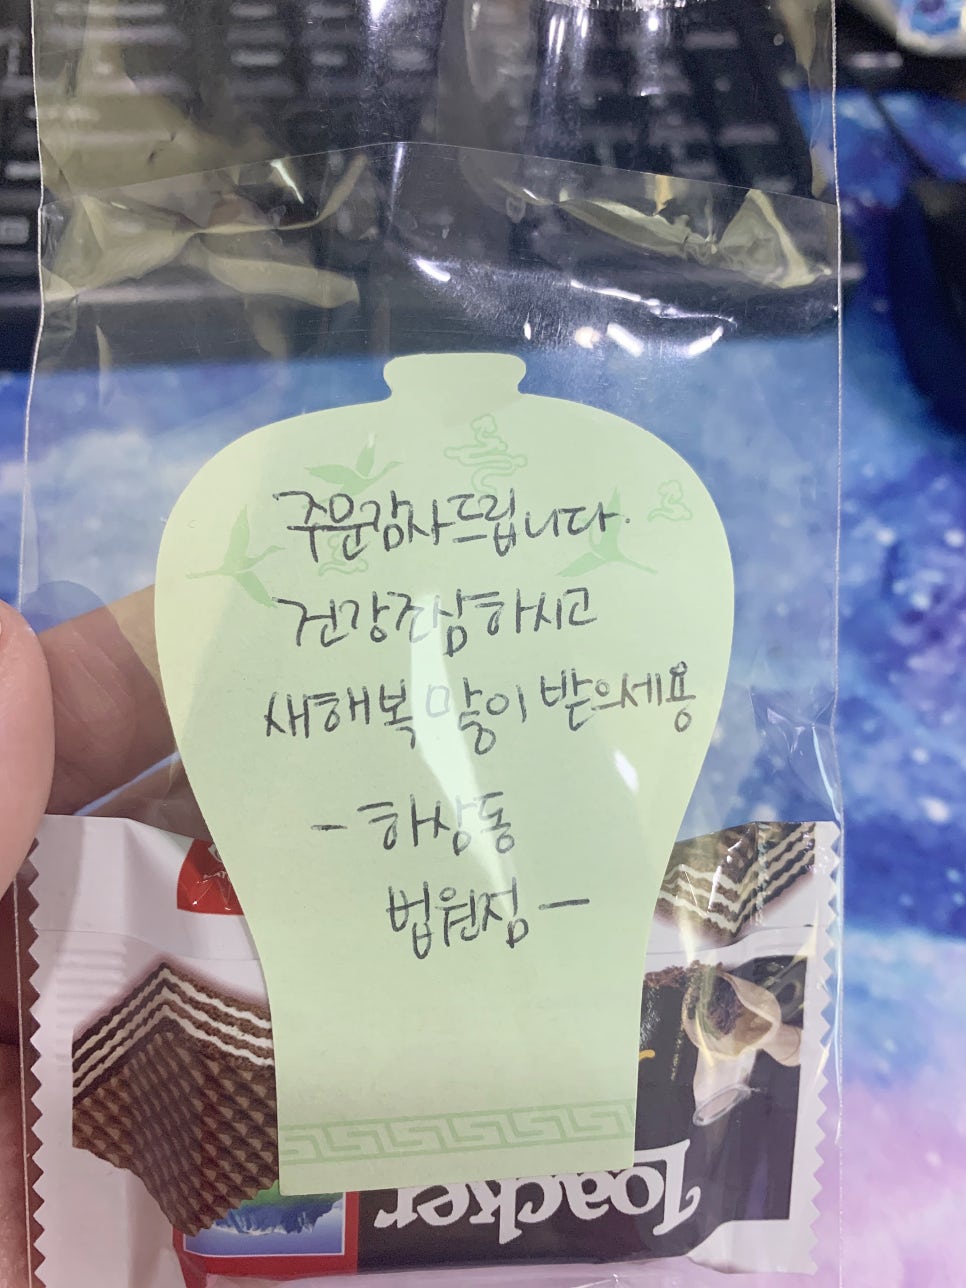 주문감사드립니다.
건강조심하시고
새해복 많이 받으세용
- 하상동
법원점 -
Loacker